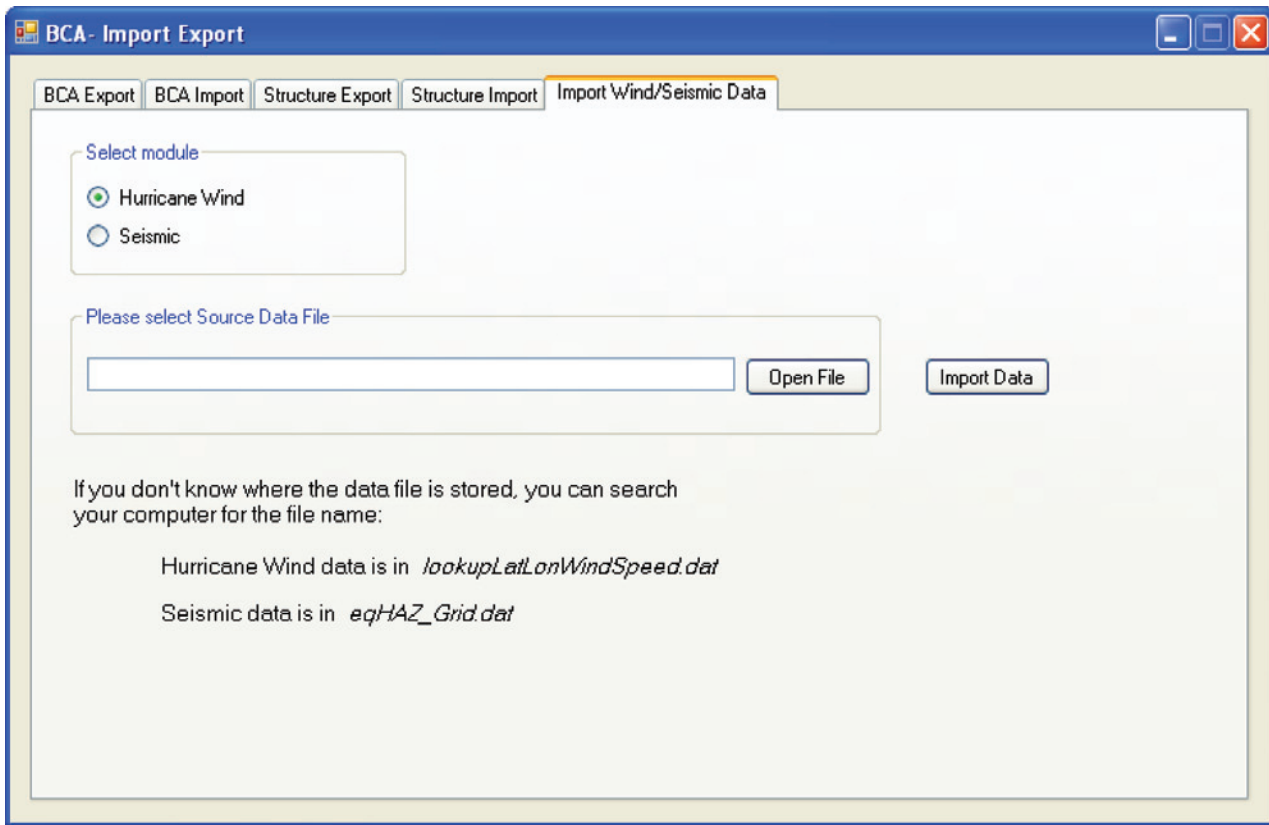 BCA- Import Export
BCA Export BCA Import Structure Export Structure Import Import Wind/Seismic Data
Select module
Hurricane Wind
Seismic
Please select Source Data File
Open File Import Data
If you don't know where the data file is stored, you can search
your computer for the file name:
Hurricane Wind data is in lookupLatLonWindSpeed.dat
Seismic data is in eqHAZ_Grid.dat